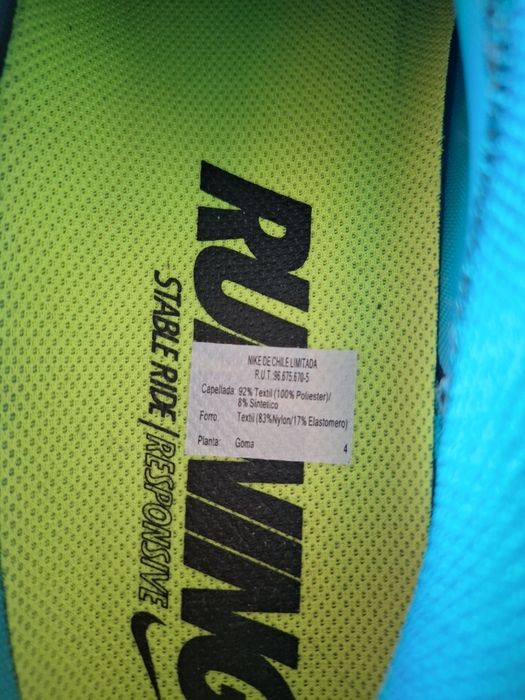 RUNNING
STABLE RIDE/RESPONSIVE
NIKE DE CHILE LIMITADA
R.U.T.:96.675.670-5
Capellada: 92% Textil (100% Poliester)/
8% Sintetico
Forro: Textil (83%Nylon/17% Elastomero)
Planta: Goma
4